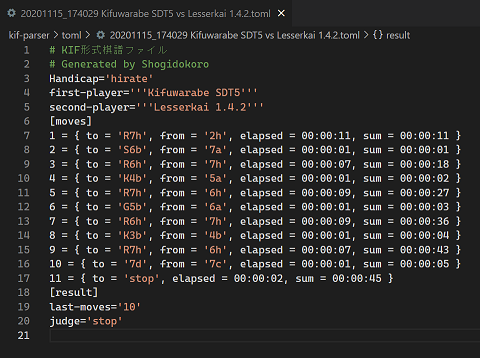 20201115_174029 Kifuwarabe SDT5 vs Lesserkai 1.4.2.toml ×
kif-parser > toml > 20201115_174029 Kifuwarabe SDT5 vs Lesserkai 1.4.2.toml > {} result
1 # KIF形式棋譜ファイル
2 # Generated by Shogidokoro
3 Handicap='hirate'
4 first-player='''Kifuwarabe SDT5'''
5 second-player='''Lesserkai 1.4.2'''
6 [moves]
7 1 = { to = 'R7h', from = '2h', elapsed = 00:00:11, sum = 00:00:11 }
8 2 = { to = 'S6b', from = '7a', elapsed = 00:00:01, sum = 00:00:01 }
9 3 = { to = 'R6h', from = '7h', elapsed = 00:00:07, sum = 00:00:18 }
10 4 = { to = 'K4b', from = '5a', elapsed = 00:00:01, sum = 00:00:02 }
11 5 = { to = 'R7h', from = '6h', elapsed = 00:00:09, sum = 00:00:27 }
12 6 = { to = 'G5b', from = '6a', elapsed = 00:00:01, sum = 00:00:03 }
13 7 = { to = 'R6h', from = '7h', elapsed = 00:00:09, sum = 00:00:36 }
14 8 = { to = 'K3b', from = '4b', elapsed = 00:00:01, sum = 00:00:04 }
15 9 = { to = 'R7h', from = '6h', elapsed = 00:00:07, sum = 00:00:43 }
16 10 = { to = '7d', from = '7c', elapsed = 00:00:01, sum = 00:00:05 }
17 11 = { to = 'stop', elapsed = 00:00:02, sum = 00:00:45 }
18 [result]
19 last-moves='10'
20 judge='stop'
21